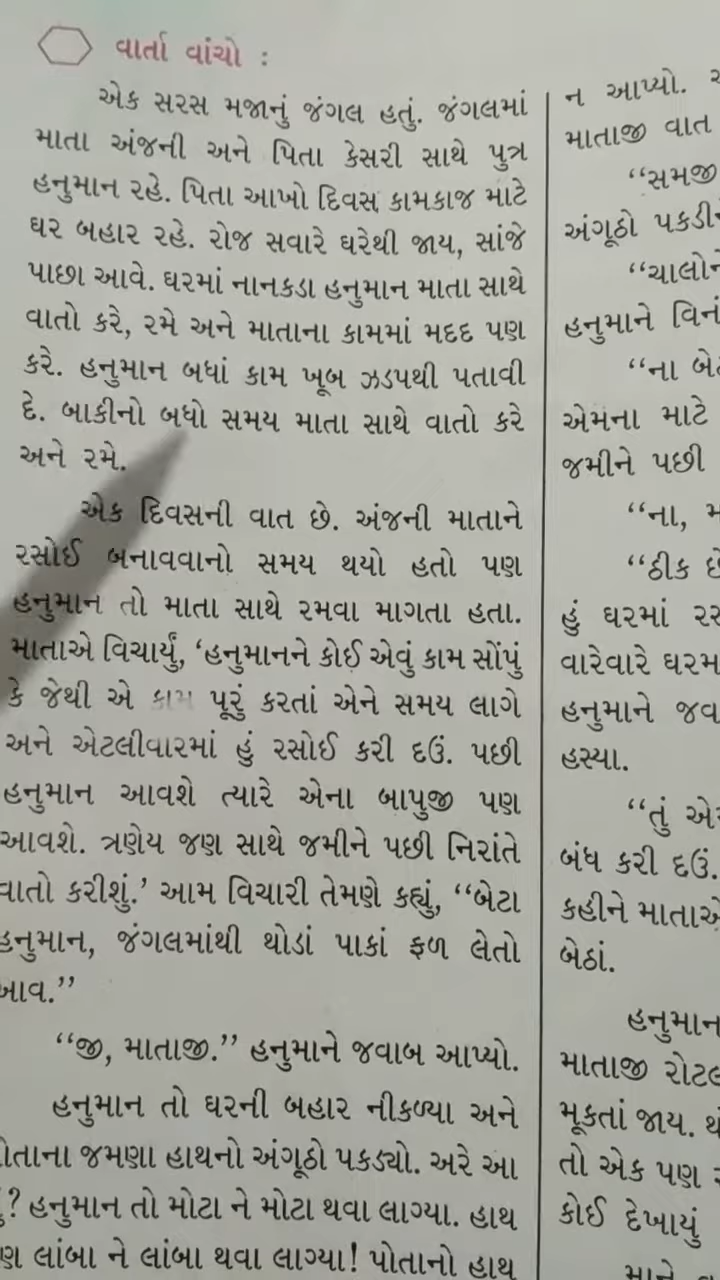 વાર્તા વાંચો :
એક સરસ મજાનું જંગલ હતું. જંગલમાં
માતા અંજની અને પિતા કેસરી સાથે પુત્ર
હનુમાન રહે. પિતા આખો દિવસ કામકાજ માટે
ઘર બહાર રહે. રોજ સવારે ઘરેથી જાય, સાંજે
પાછા આવે. ઘરમાં નાનકડા હનુમાન માતા સાથે
વાતો કરે, રમે અને માતાના કામમાં મદદ પણ
કરે. હનુમાન બધાં કામ ખૂબ ઝડપથી પતાવી
દે. બાકીનો બધો સમય માતા સાથે વાતો કરે
અને રમે.
એક દિવસની વાત છે. અંજની માતાને
રસોઈ બનાવવાનો સમય થયો હતો પણ
હનુમાન તો માતા સાથે રમવા માગતા હતા.
માતાએ વિચાર્યું, ‘હનુમાનને કોઈ એવું કામ સોંપું
કે જેથી એ કામ પૂરું કરતાં એને સમય લાગે
અને એટલીવારમાં હું રસોઈ કરી દઉં. પછી
હનુમાન આવશે ત્યારે એના બાપુજી પણ
આવશે. ત્રણેય જણ સાથે જમીને પછી નિરાંતે
વાતો કરીશું.’ આમ વિચારી તેમણે કહ્યું, ‘‘બેટા
હનુમાન, જંગલમાંથી થોડાં પાકાં ફળ લેતો
આવ.’’
‘‘જી, માતાજી.’’ હનુમાને જવાબ આપ્યો.
હનુમાન તો ઘરની બહાર નીકળ્યા અને
પોતાના જમણા હાથનો અંગૂઠો પકડ્યો. અરે આ
? હનુમાન તો મોટા ને મોટા થવા લાગ્યા. હાથ
લાંબા ને લાંબા થવા લાગ્યા! પોતાનો હાથ
ન આપ્યો.
માતાજી વાત
‘‘સમજી
અંગૂઠો પકડીને
‘‘ચાલોને
હનુમાને
‘‘ના
એમના માટે
જમીને પછી
‘‘ના,
‘‘ઠીક
હું ઘરમાં
વારેવારે
હનુમાને
હસ્યા.
‘‘તું
બંધ કરી દઉં.
કહીને માતાએ
બેઠાં.
હનુમાન
માતાજી
મૂકતાં જાય.
તો એક પણ
કોઈ દેખાયું